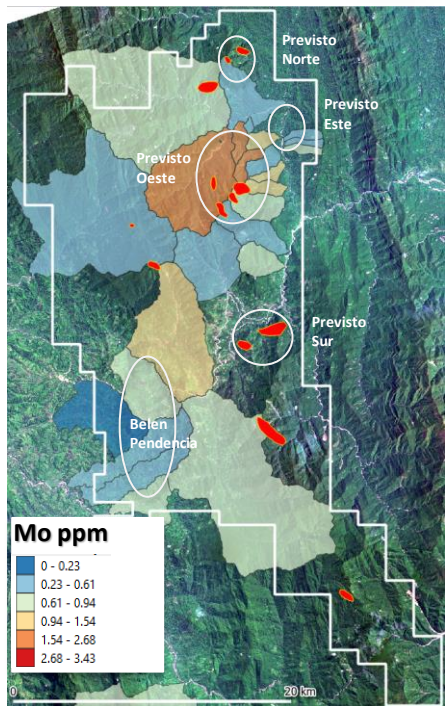 Previsto
Norte
Previsto
Este
Previsto
Oeste
Previsto
Sur
Belen
Pendencia
Mo ppm
0 - 0.23
0.23 - 0.61
0.61 - 0.94
0.94 - 1.54
1.54 - 2.68
2.68 - 3.43
0
20 km